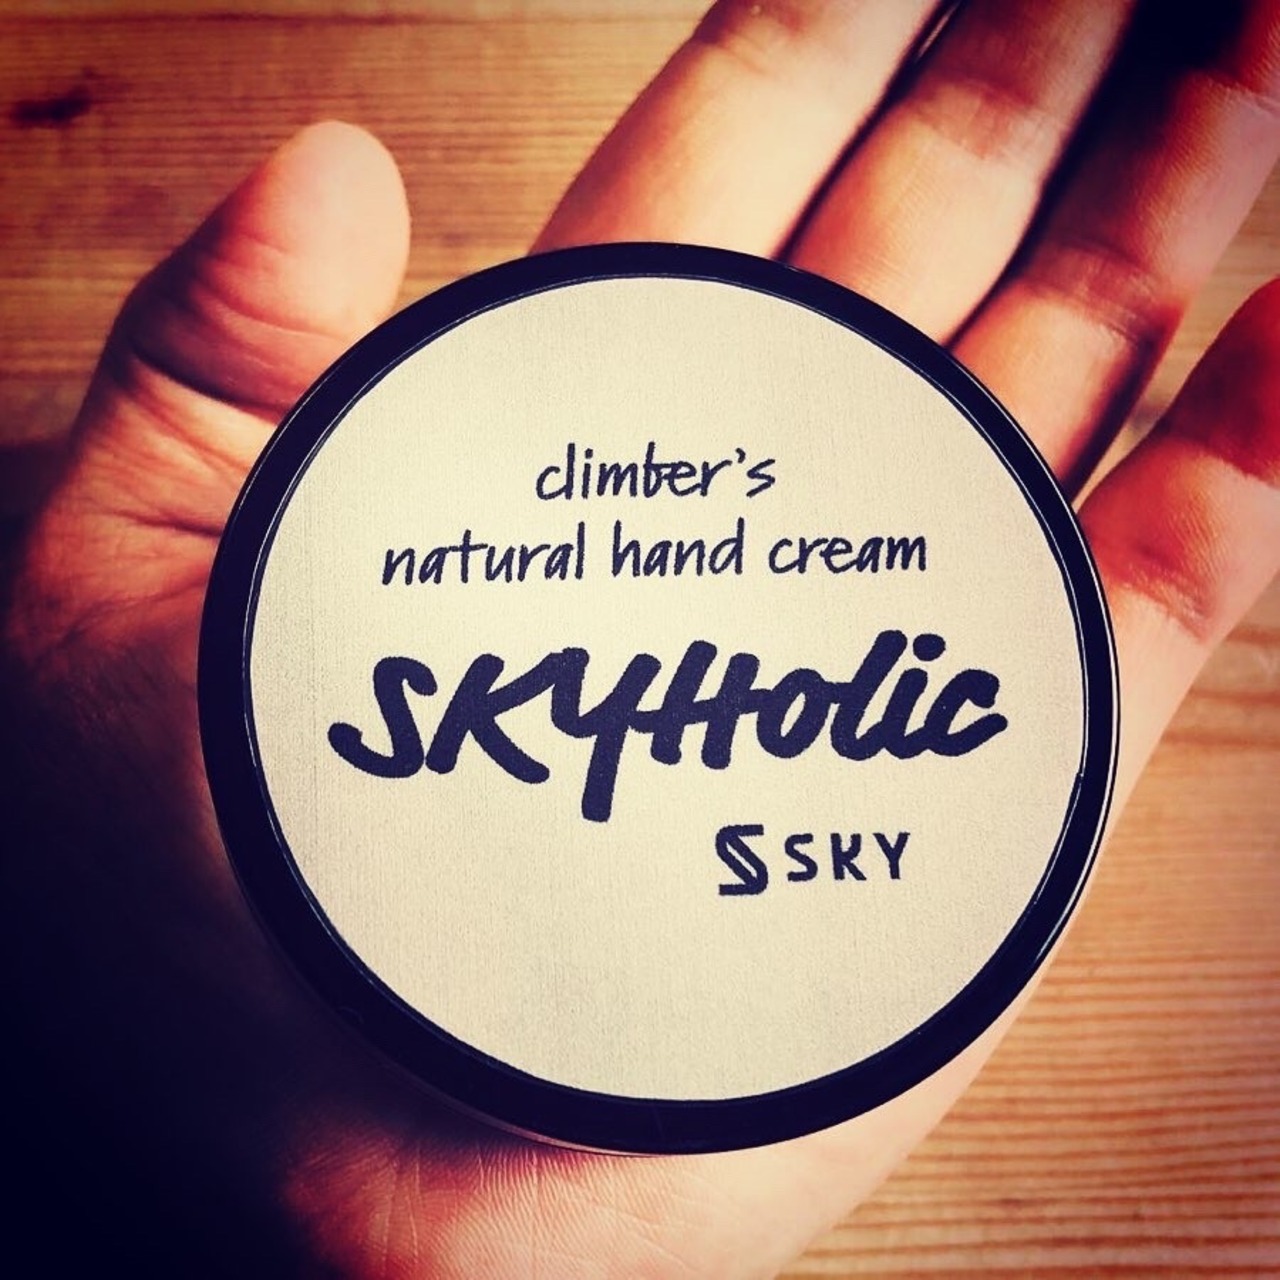 climber's
natural hand cream
SKYHolic
SKY